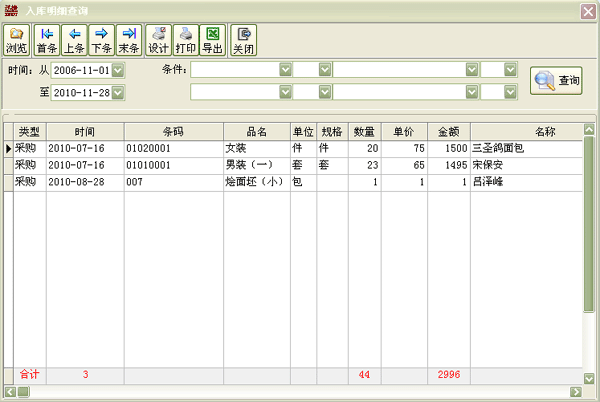 入库明细查询
浏览 首条 上条 下条 末条 设计 打印 导出 关闭
时间: 从 2006-11-01 条件:
至 2010-11-28
查询
类型 时间 条码 品名 单位 规格 数量 单价 金额 名称
采购 2010-07-16 01020001 女装 件 件 20 75 1500 三圣鸽面包
采购 2010-07-16 01010001 男装（一） 套 套 23 65 1495 宋保安
采购 2010-08-28 007 烩面坯（小） 包 1 1 1 吕泽峰
合计 3 44 2996